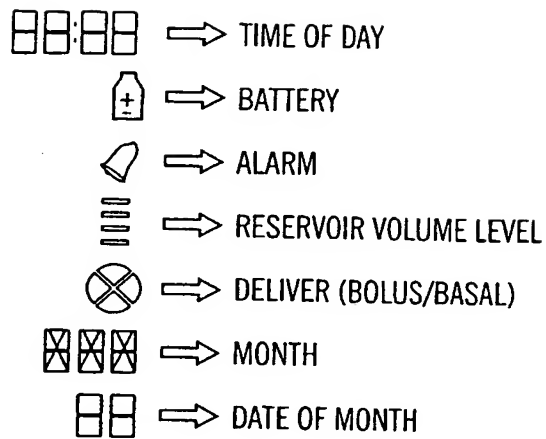 TIME OF DAY
BATTERY
ALARM
RESERVOIR VOLUME LEVEL
DELIVER (BOLUS/BASAL)
MONTH
DATE OF MONTH